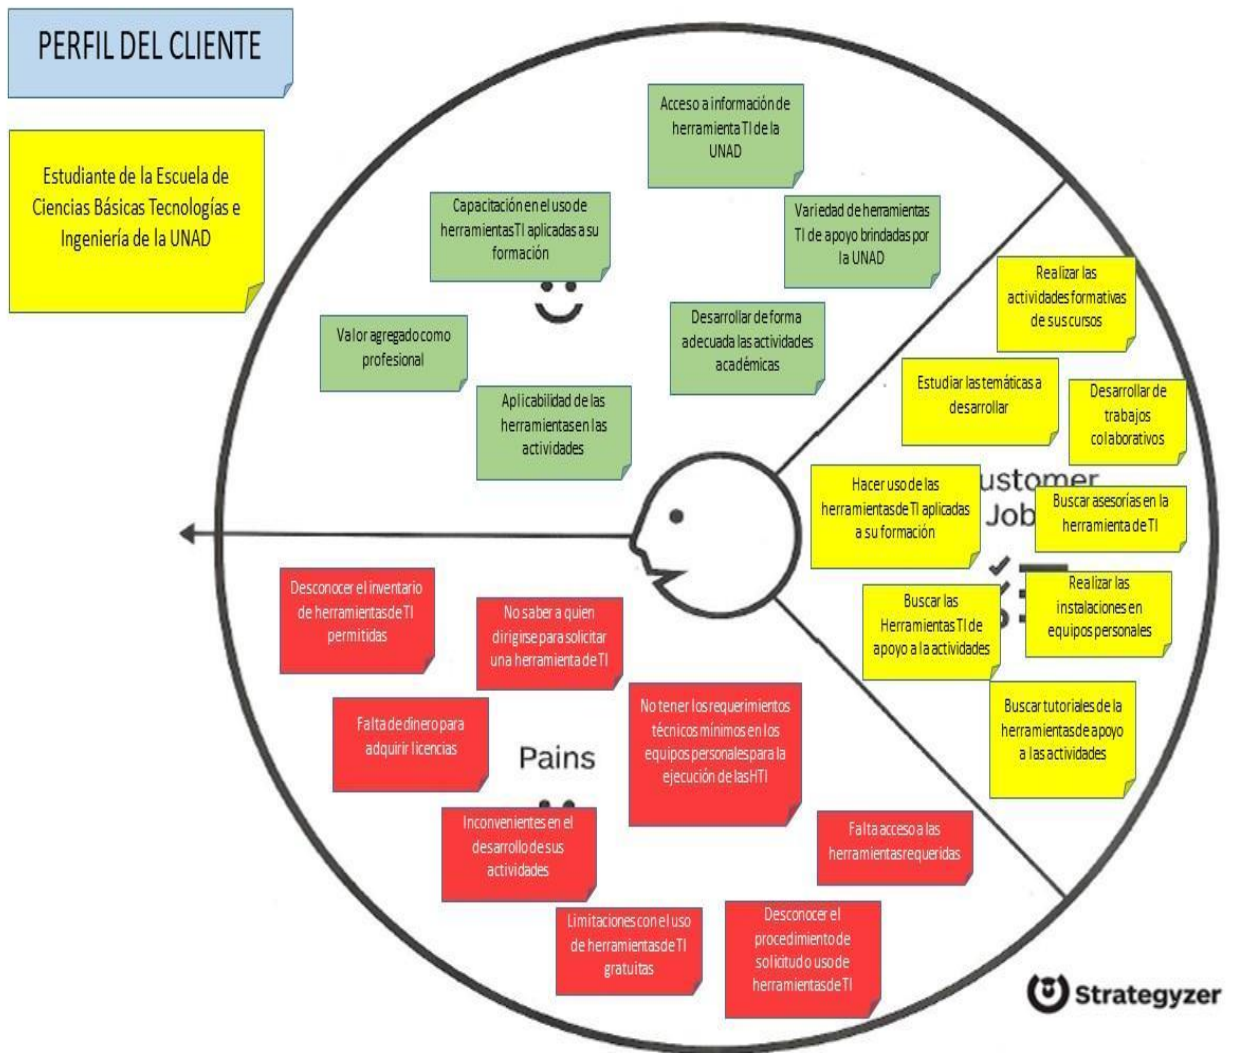 PERFIL DEL CLIENTE
Estudiante de la Escuela de
Ciencias Básicas Tecnologías e
Ingeniería de la UNAD
Acceso a información de
herramienta TI de la
UNAD
Capacitación en el uso de
herramientas TI aplicadas a su
formación
Variedad de herramientas
TI de apoyo brindadas por
la UNAD
Valor agregado como
profesional
Desarrollar de forma
adecuada las actividades
académicas
Aplicabilidad de las
herramientas en las
actividades
Realizar las
actividades formativas
de sus cursos
Estudiar las temáticas a
desarrollar
Desarrollar de
trabajos
colaborativos
ustomer
Job
Hacer uso de las
herramientas de TI aplicadas
a su formación
Buscar asesorías en la
herramienta de TI
Buscar las
Herramientas TI de
apoyo a la actividades
Realizar las
instalaciones en
equipos personales
Buscar tutoriales de la
herramientas de apoyo
a las actividades
Desconocer el inventario
de herramientas de TI
permitidas
No saber a quien
dirigirse para solicitar
una herramienta de TI
Falta de dinero para
adquirir licencias
No tener los requerimientos
técnicos mínimos en los
equipos personales para la
ejecución de las HTI
Pains
Inconvenientes en el
desarrollo de sus
actividades
Falta acceso a las
herramientas requeridas
Limitaciones con el uso
de herramientas de TI
gratuitas
Desconocer el
procedimiento de
solicitud o uso de
herramientas de TI
Strategyzer